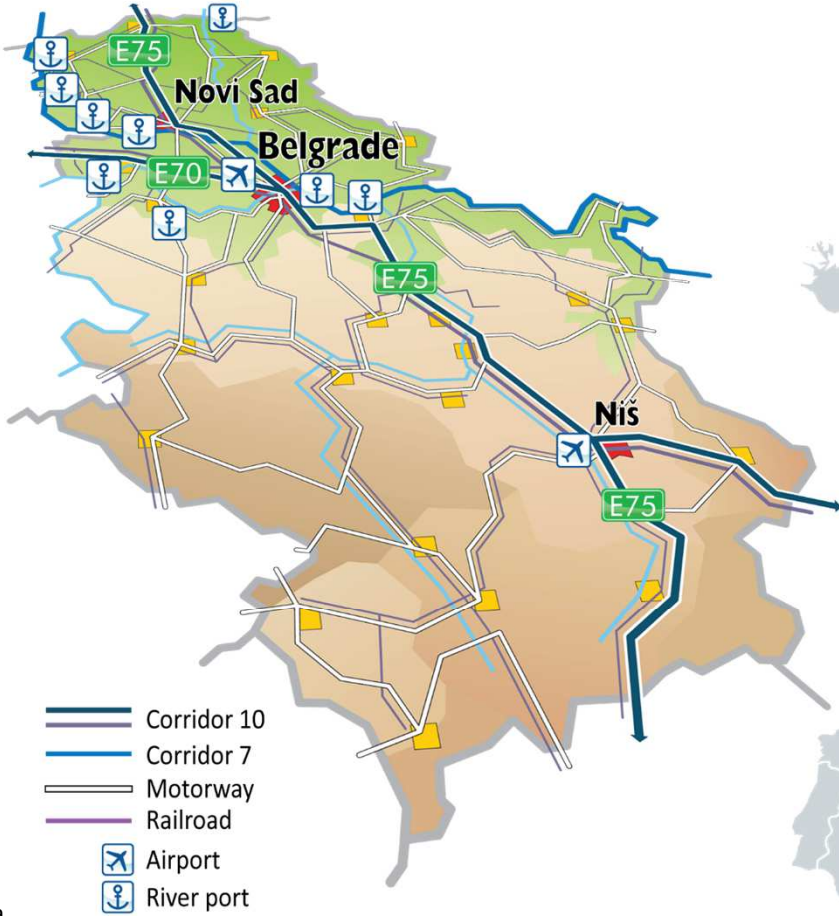 E75
Novi Sad
Belgrade
E70
E75
Niš
E75
Corridor 10
Corridor 7
Motorway
Railroad
Airport
River port